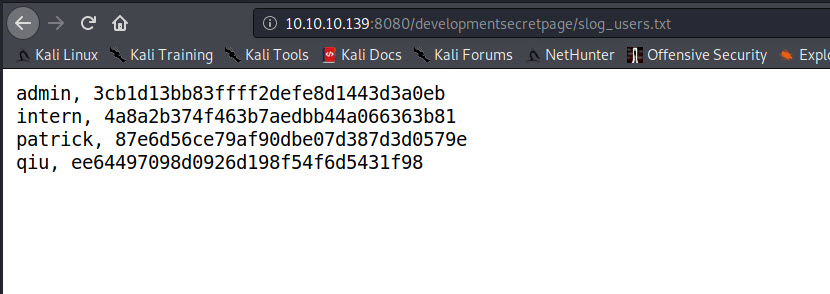 10.10.10.139:8080/developmentsecretpage/slog_users.txt
Kali Linux Kali Training Kali Tools Kali Docs Kali Forums NetHunter Offensive Security Explo
admin, 3cb1d13bb83ffff2defe8d1443d3a0eb
intern, 4a8a2b374f463b7aedbb44a066363b81
patrick, 87e6d56ce79af90dbe07d387d3d0579e
qiu, ee64497098d0926d198f54f6d5431f98